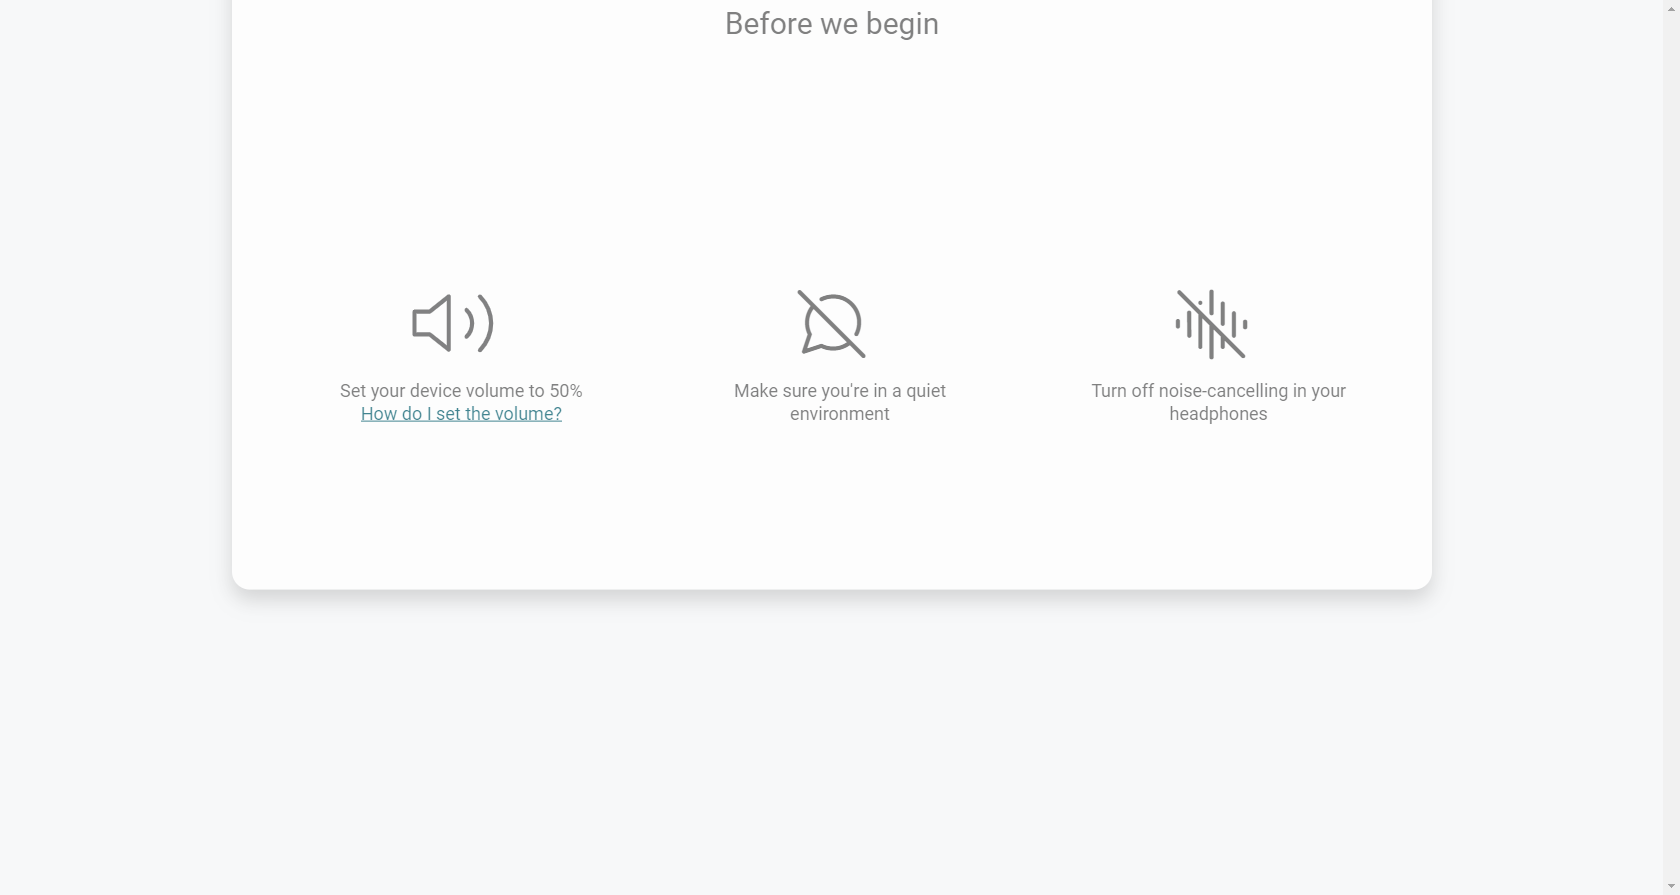 Before we begin
Set your device volume to 50%
How do I set the volume?
Make sure you're in a quiet
environment
Turn off noise-cancelling in your
headphones